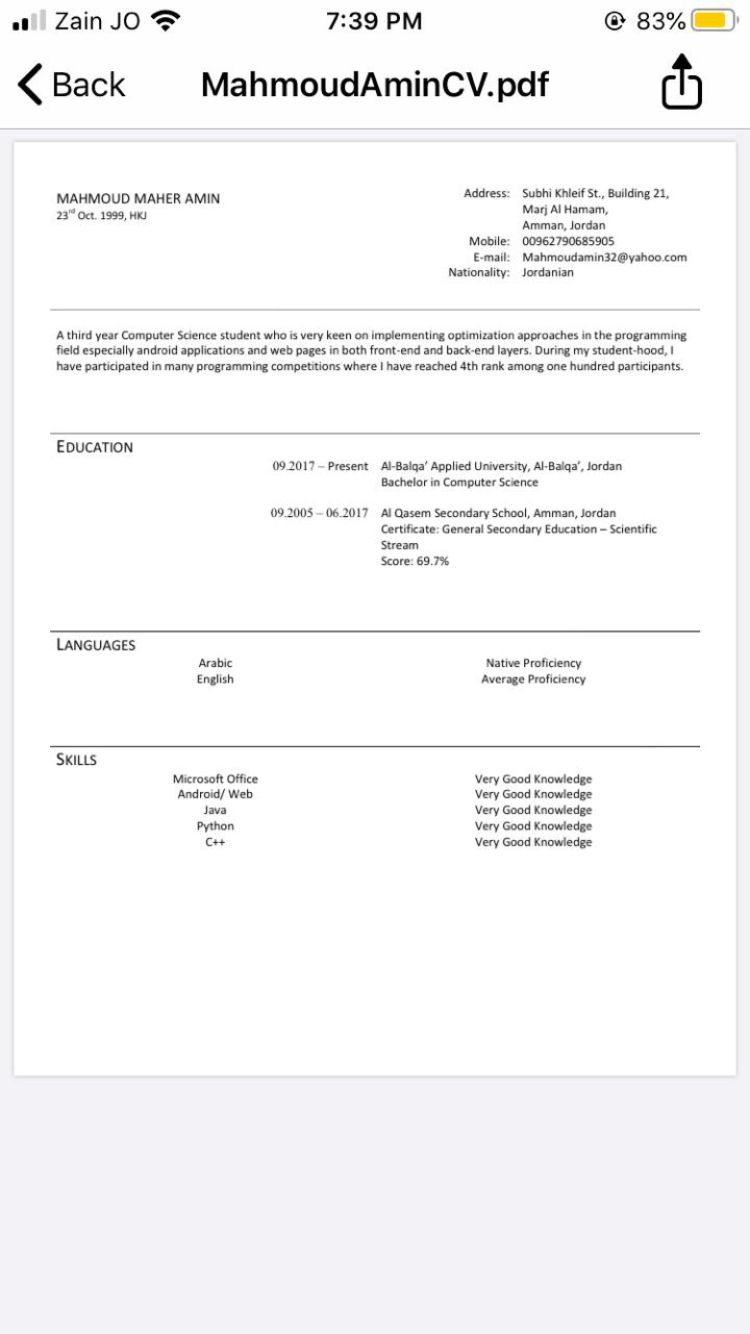 Zain JO
7:39 PM
83%
Back
MahmoudAminCV.pdf
MAHMOUD MAHER AMIN
23rd Oct. 1999, HKJ
Address: Subhi Khleif St., Building 21,
Marj Al Hamam,
Amman, Jordan
Mobile: 00962790685905
E-mail: Mahmoudamin32@yahoo.com
Nationality: Jordanian
A third year Computer Science student who is very keen on implementing optimization approaches in the programming
field especially android applications and web pages in both front-end and back-end layers. During my student-hood, I
have participated in many programming competitions where I have reached 4th rank among one hundred participants.
EDUCATION
09.2017 – Present Al-Balqa' Applied University, Al-Balqa', Jordan
Bachelor in Computer Science
09.2005 – 06.2017 Al Qasem Secondary School, Amman, Jordan
Certificate: General Secondary Education – Scientific
Stream
Score: 69.7%
LANGUAGES
Arabic Native Proficiency
English Average Proficiency
SKILLS
Microsoft Office Very Good Knowledge
Android/ Web Very Good Knowledge
Java Very Good Knowledge
Python Very Good Knowledge
C++ Very Good Knowledge